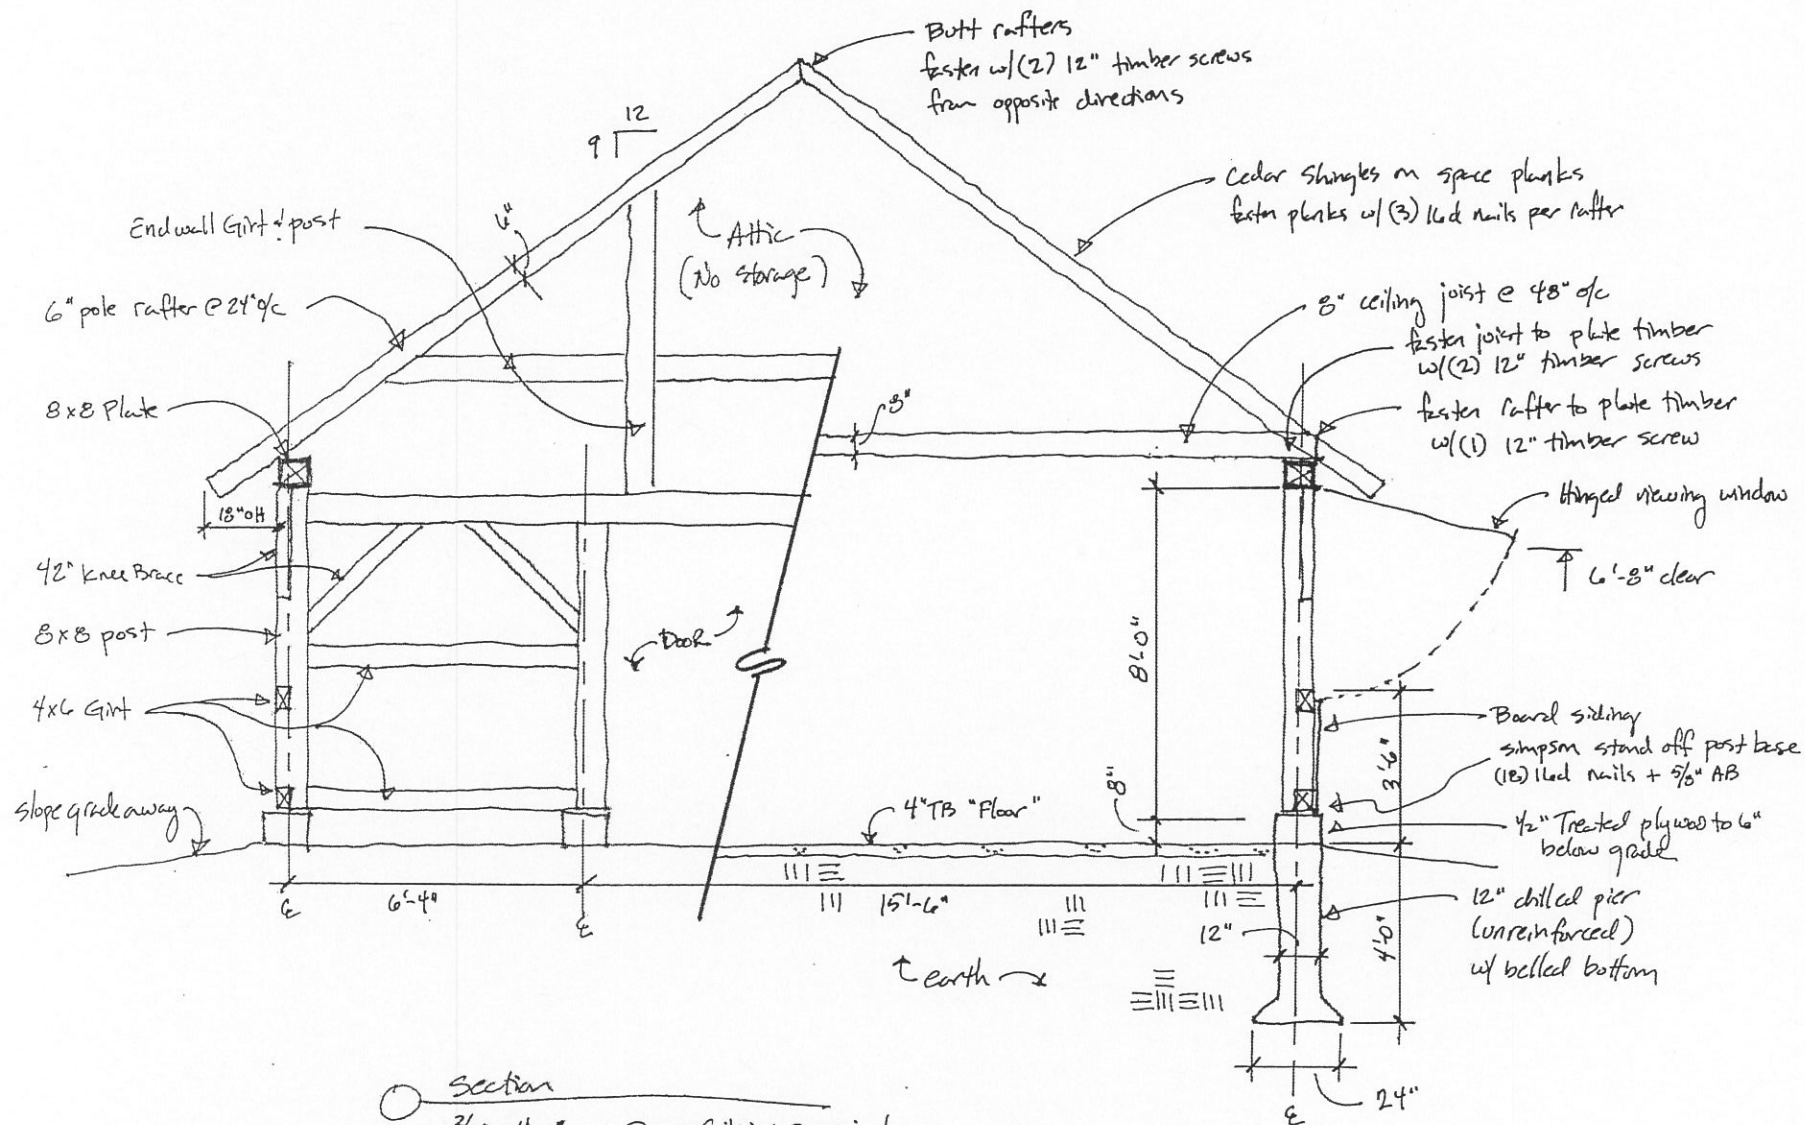 Butt rafters
fasten w/(2) 12" timber screws
from opposite directions
12
9
Cedar shingles on space planks
fasten planks w/(3) 16d nails per rafter
Endwall Girt & post
6"
Attic
(No storage)
6" pole rafter @ 24" o/c
8" ceiling joist @ 48" o/c
fasten joist to plate timber
w/(2) 12" timber screws
8x8 Plate
8"
fasten rafter to plate timber
w/(1) 12" timber screw
18" OH
Hinged viewing window
42" Knee Brace
6'-8" clear
8x8 post
Door
8'-0"
4x6 Girt
Board siding
simpson stand off post base
(18) 16d nails + 5/8" AB
3'-6"
slope grade away
4" TB "Floor"
8"
1/2" Treated plywood to 6"
below grade
6'-4"
15'-6"
12" drilled pier
(unreinforced)
w/ belled bottom
12"
4'-0"
earth
24"
Section